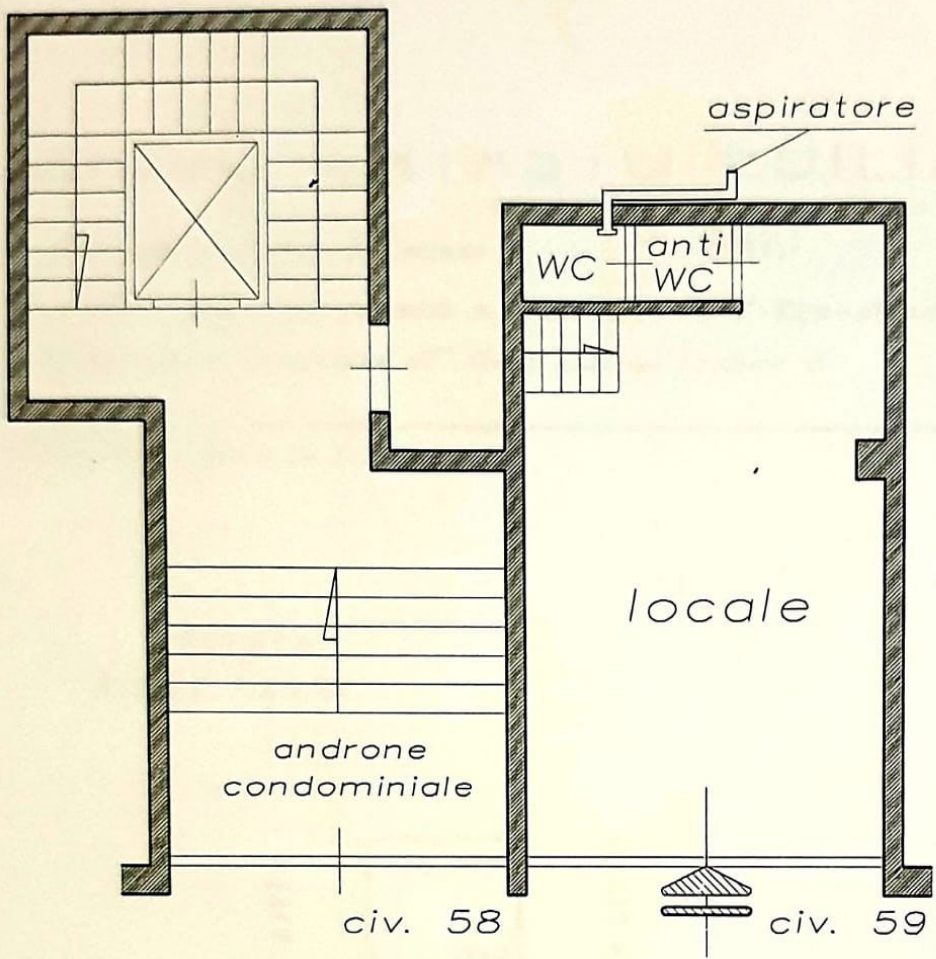 aspiratore
WC
anti
WC
locale
androne
condominiale
civ. 58
civ. 59